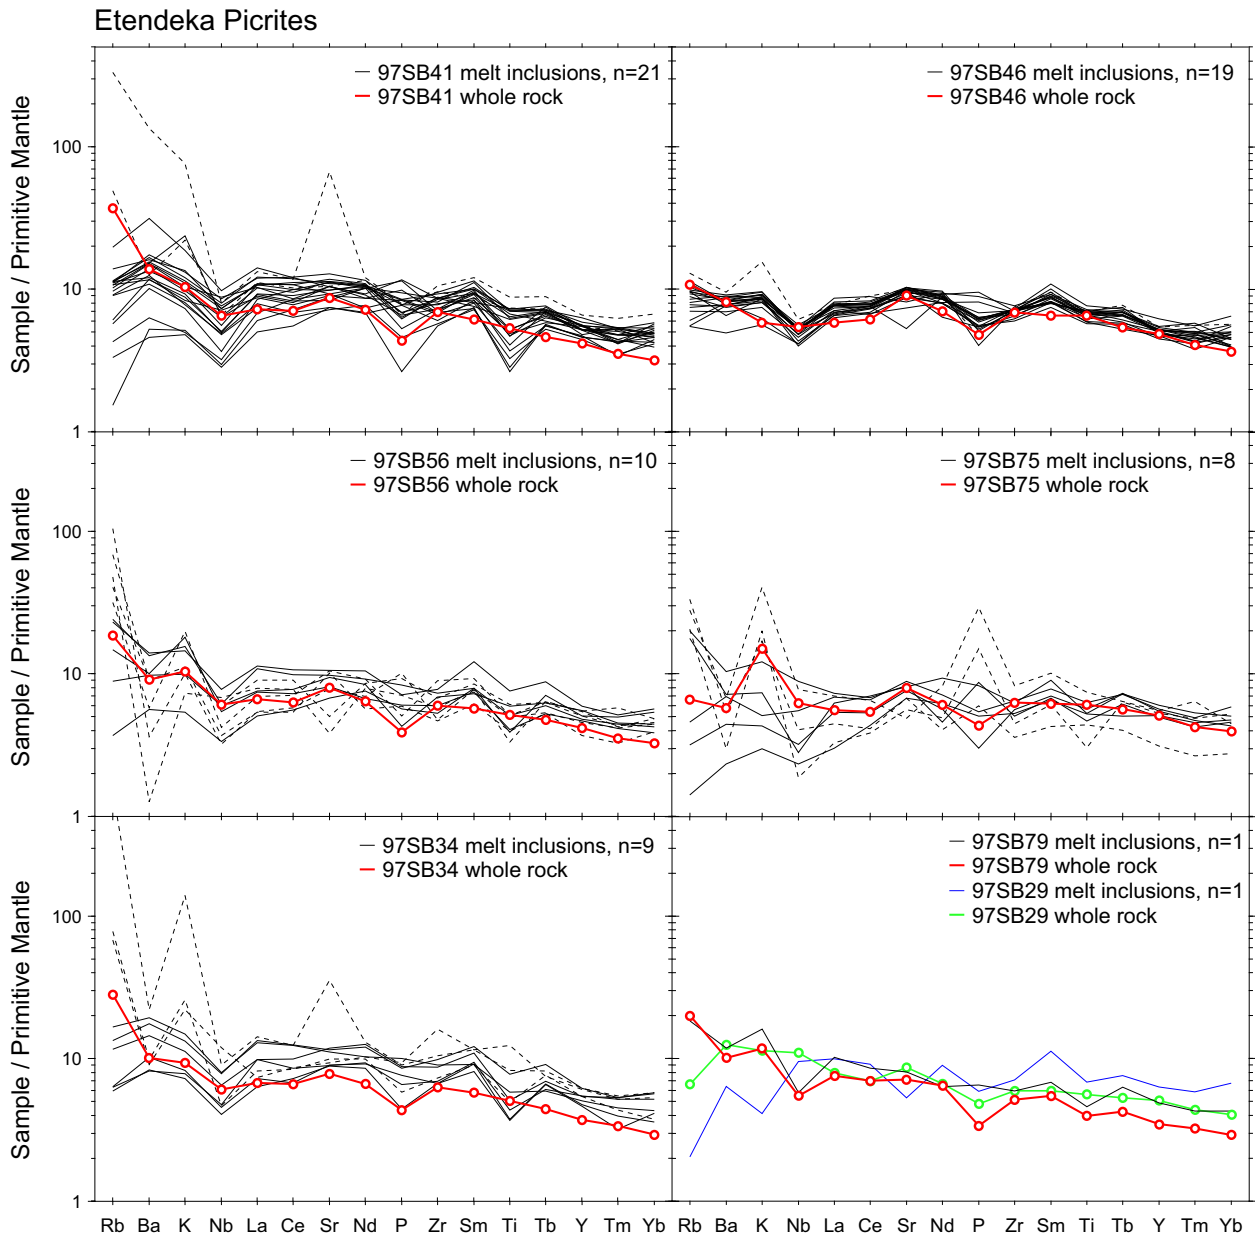 Etendeka Picrites
97SB41 melt inclusions, n=21
97SB41 whole rock
97SB46 melt inclusions, n=19
97SB46 whole rock
Sample / Primitive Mantle
100
10
1
97SB56 melt inclusions, n=10
97SB56 whole rock
97SB75 melt inclusions, n=8
97SB75 whole rock
Sample / Primitive Mantle
100
10
1
97SB34 melt inclusions, n=9
97SB34 whole rock
97SB79 melt inclusions, n=1
97SB79 whole rock
97SB29 melt inclusions, n=1
97SB29 whole rock
Sample / Primitive Mantle
100
10
1
Rb Ba K Nb La Ce Sr Nd P Zr Sm Ti Tb Y Tm Yb
Rb Ba K Nb La Ce Sr Nd P Zr Sm Ti Tb Y Tm Yb